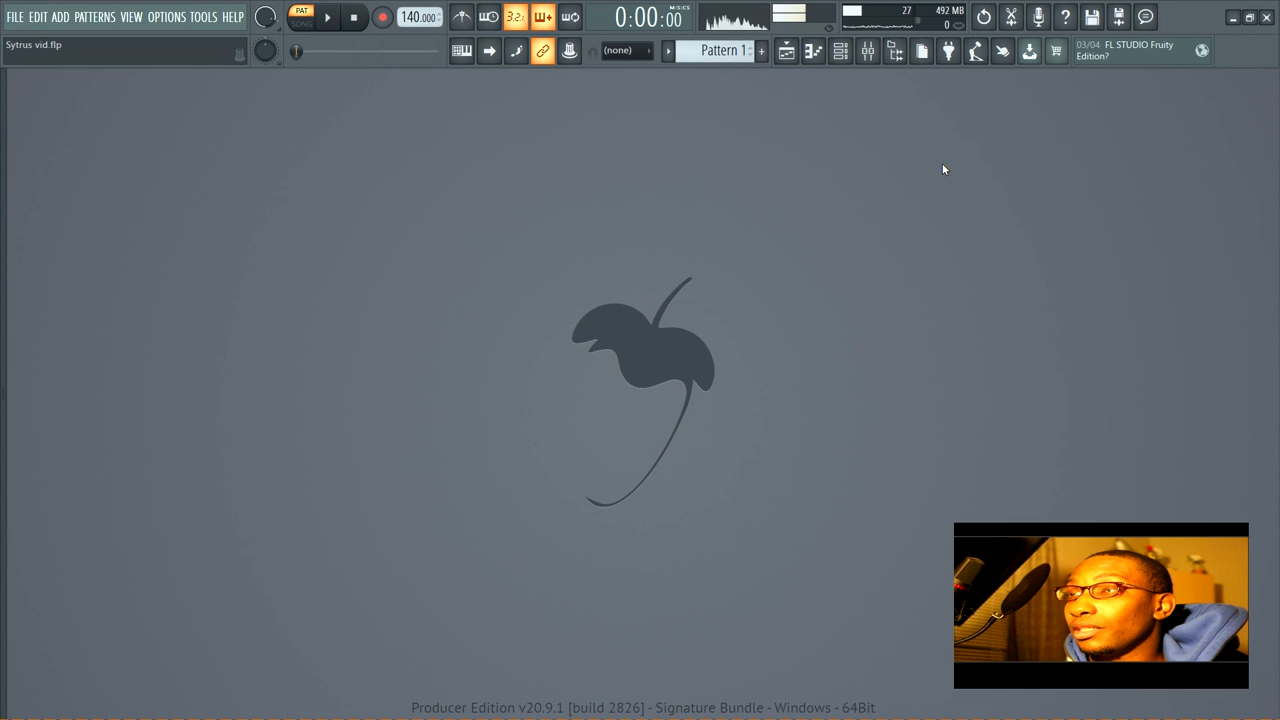 FILE EDIT ADD PATTERNS VIEW OPTIONS TOOLS HELP
PAT
SONG
140.000
3.2.
0:00:00
M:S:CS
27
492 MB
0
Sytrus vid.flp
(none)
Pattern 1
03/04 FL STUDIO Fruity
Edition?
Producer Edition v20.9.1 [build 2826] - Signature Bundle - Windows - 64Bit